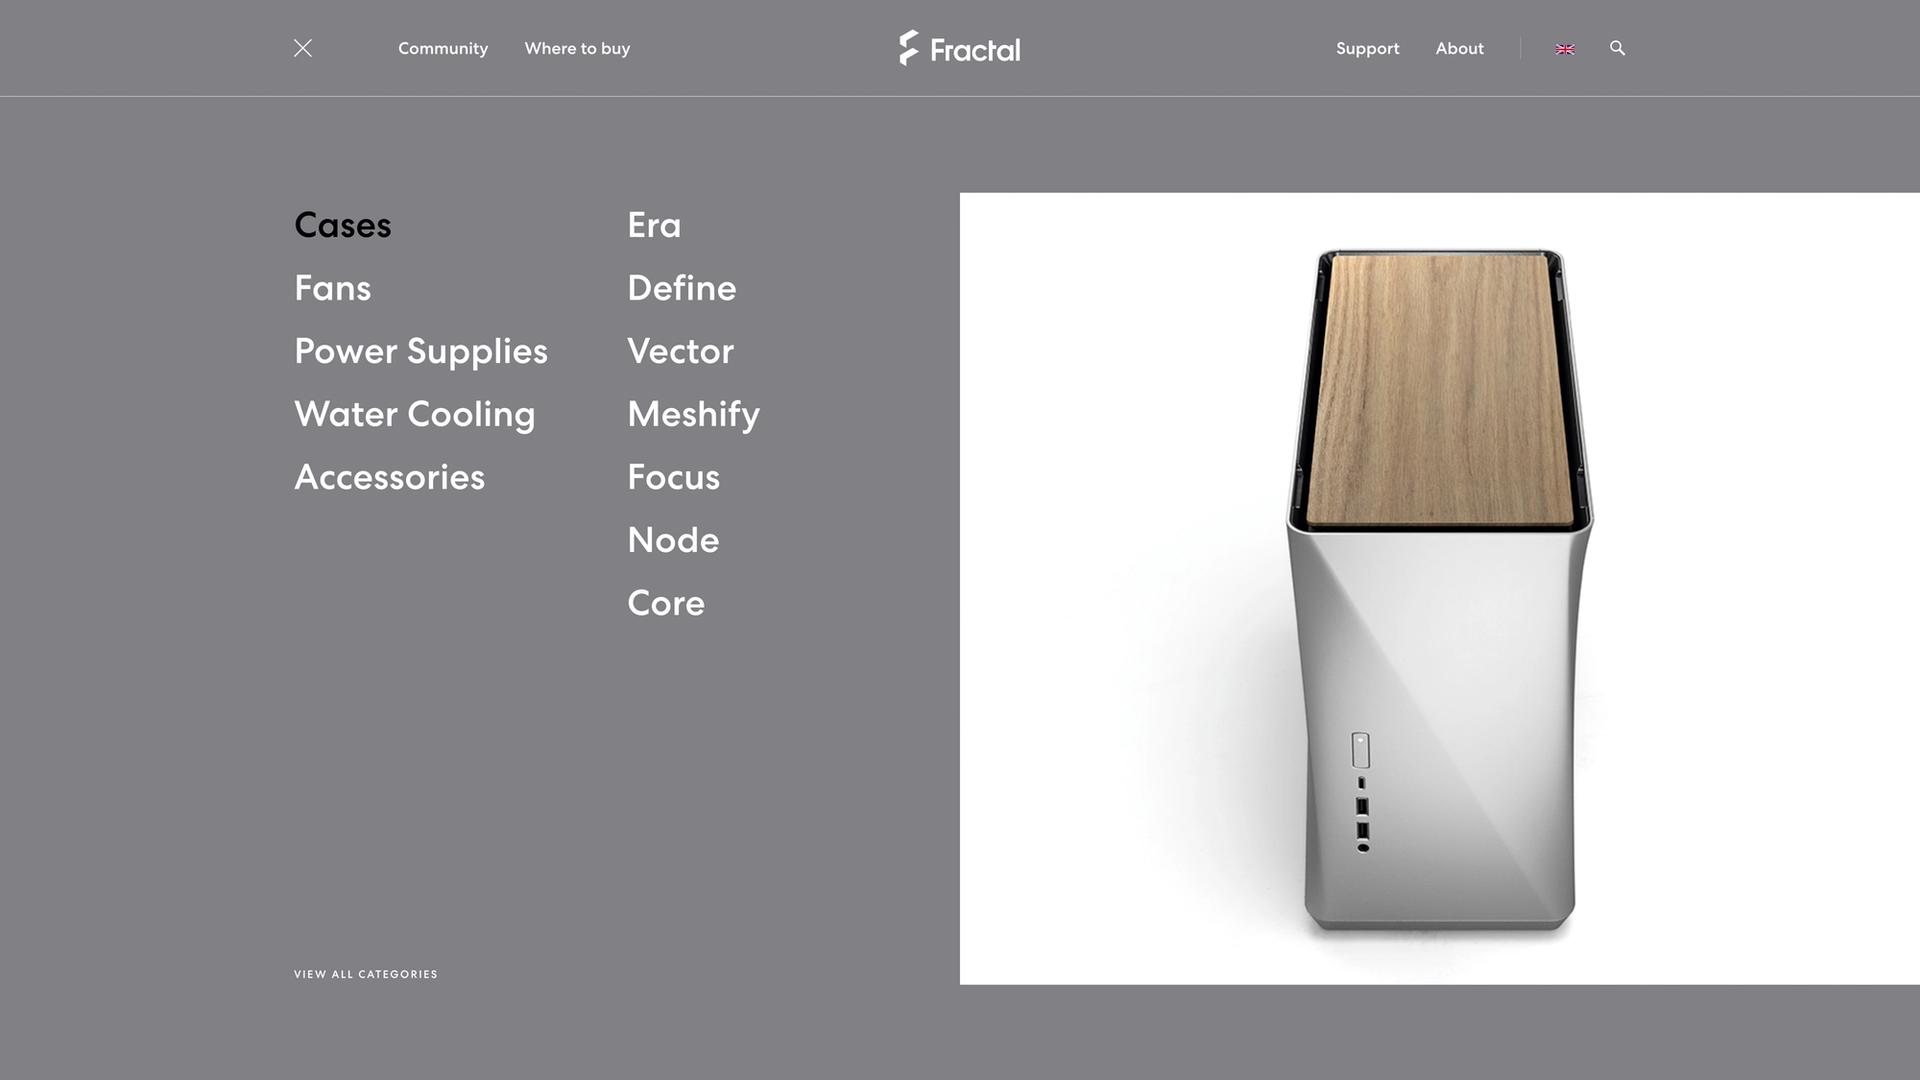 Community
Where to buy
Fractal
Support
About
Cases
Fans
Power Supplies
Water Cooling
Accessories
Era
Define
Vector
Meshify
Focus
Node
Core
VIEW ALL CATEGORIES